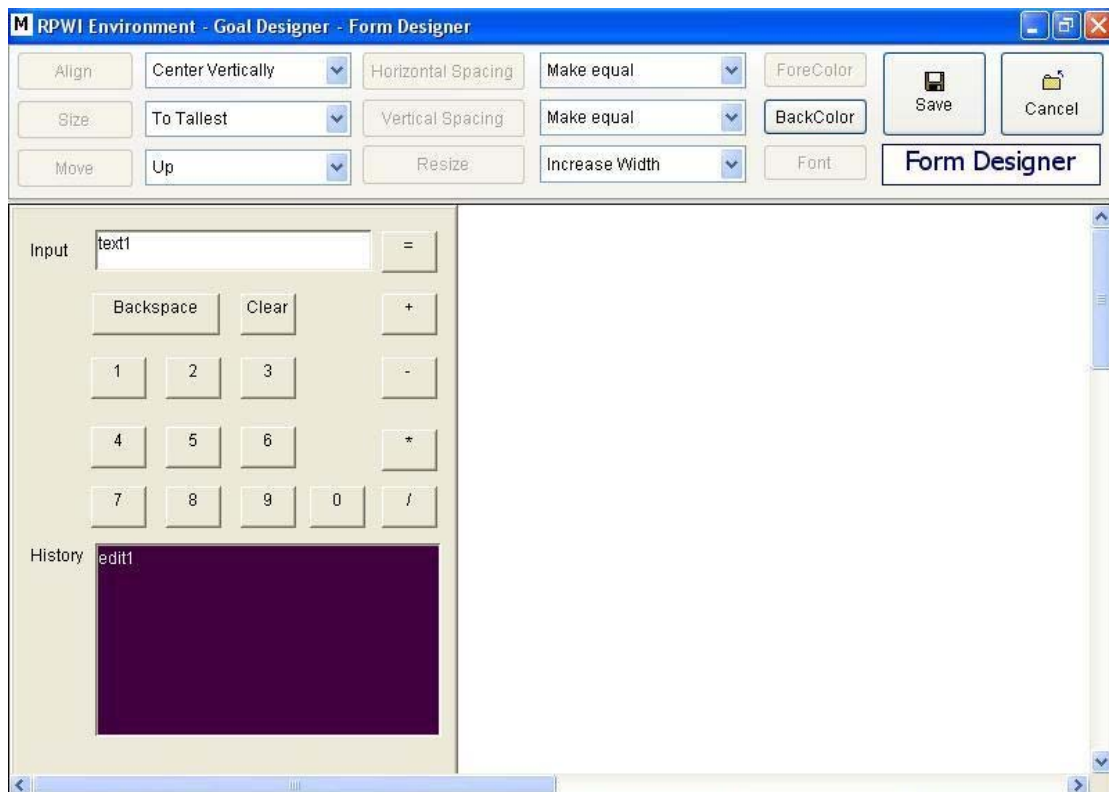 M RPWI Environment - Goal Designer - Form Designer
Align Center Vertically Horizontal Spacing Make equal ForeColor Save Cancel
Size To Tallest Vertical Spacing Make equal BackColor
Move Up Resize Increase Width Font Form Designer
Input text1 =
Backspace Clear +
1 2 3 -
4 5 6 *
7 8 9 0 /
History edit1